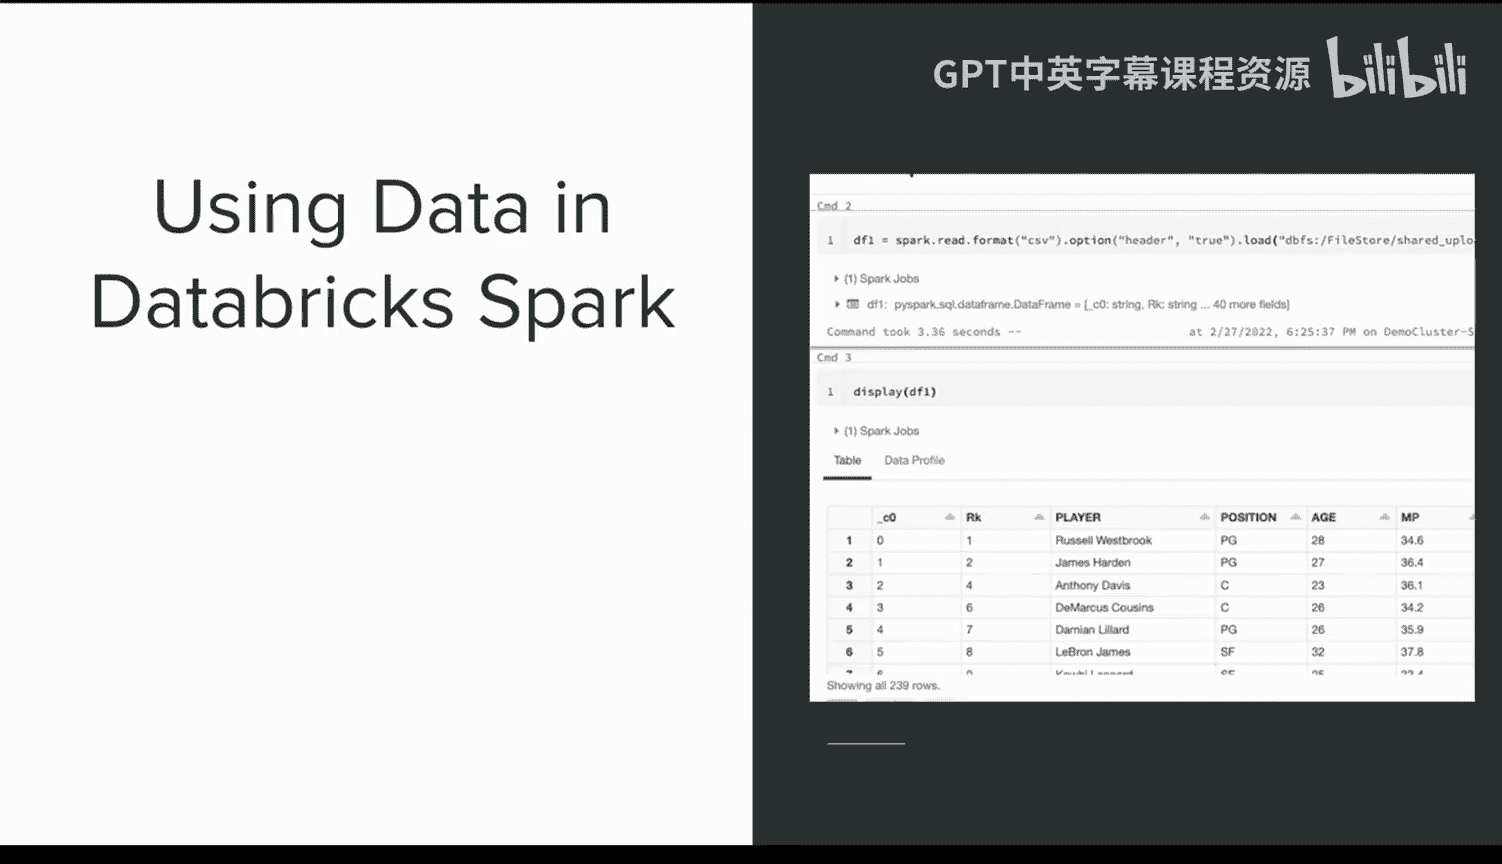 Using Data in
Databricks Spark
GPT中英字幕课程资源 bilibili
Cmd 2
1 df1 = spark.read.format("csv").option("header", "true").load("dbfs:/FileStore/shared_uplo
(1) Spark Jobs
df1: pyspark.sql.dataframe.DataFrame = [_c0: string, Rk: string ... 40 more fields]
Command took 3.36 seconds -- at 2/27/2022, 6:25:37 PM on DemoCluster-S
Cmd 3
1 display(df1)
(1) Spark Jobs
Table Data Profile
_c0 Rk PLAYER POSITION AGE MP
1 0 1 Russell Westbrook PG 28 34.6
2 1 2 James Harden PG 27 36.4
3 2 4 Anthony Davis C 23 36.1
4 3 6 DeMarcus Cousins C 26 34.2
5 4 7 Damian Lillard PG 26 35.9
6 5 8 LeBron James SF 32 37.8
Showing all 239 rows.